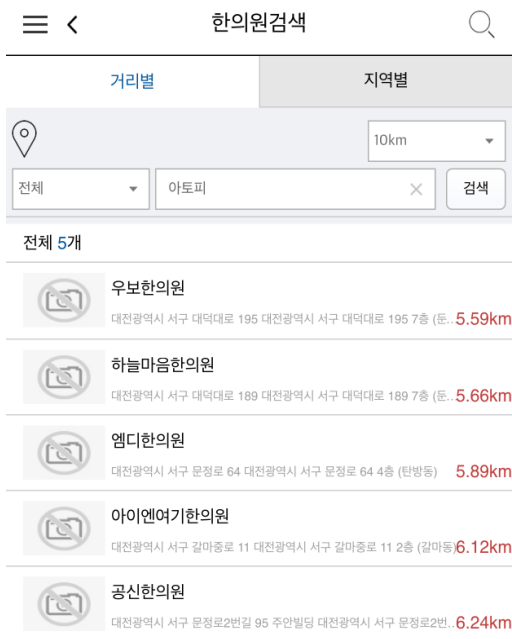 한의원검색
거리별
지역별
10km
전체
아토피
검색
전체 5개
우보한의원
대전광역시 서구 대덕대로 195 대전광역시 서구 대덕대로 195 7층 (둔.. 5.59km
하늘마음한의원
대전광역시 서구 대덕대로 189 대전광역시 서구 대덕대로 189 7층 (둔.. 5.66km
엠디한의원
대전광역시 서구 문정로 64 대전광역시 서구 문정로 64 4층 (탄방동) 5.89km
아이엔여기한의원
대전광역시 서구 갈마중로 11 대전광역시 서구 갈마중로 11 2층 (갈마동) 6.12km
공신한의원
대전광역시 서구 문정로2번길 95 주안빌딩 대전광역시 서구 문정로2번.. 6.24km